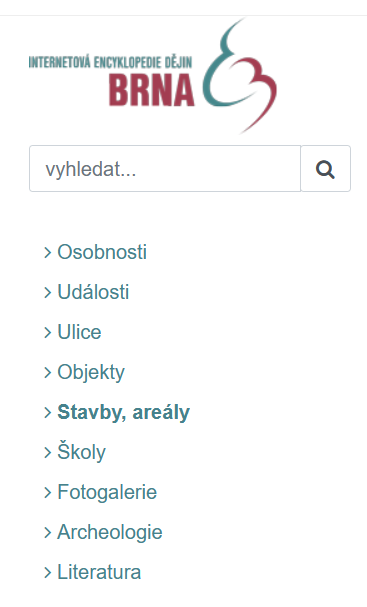 INTERNETOVÁ ENCYKLOPEDIE DĚJIN
BRNA
vyhledat...
Osobnosti
Události
Ulice
Objekty
Stavby, areály
Školy
Fotogalerie
Archeologie
Literatura